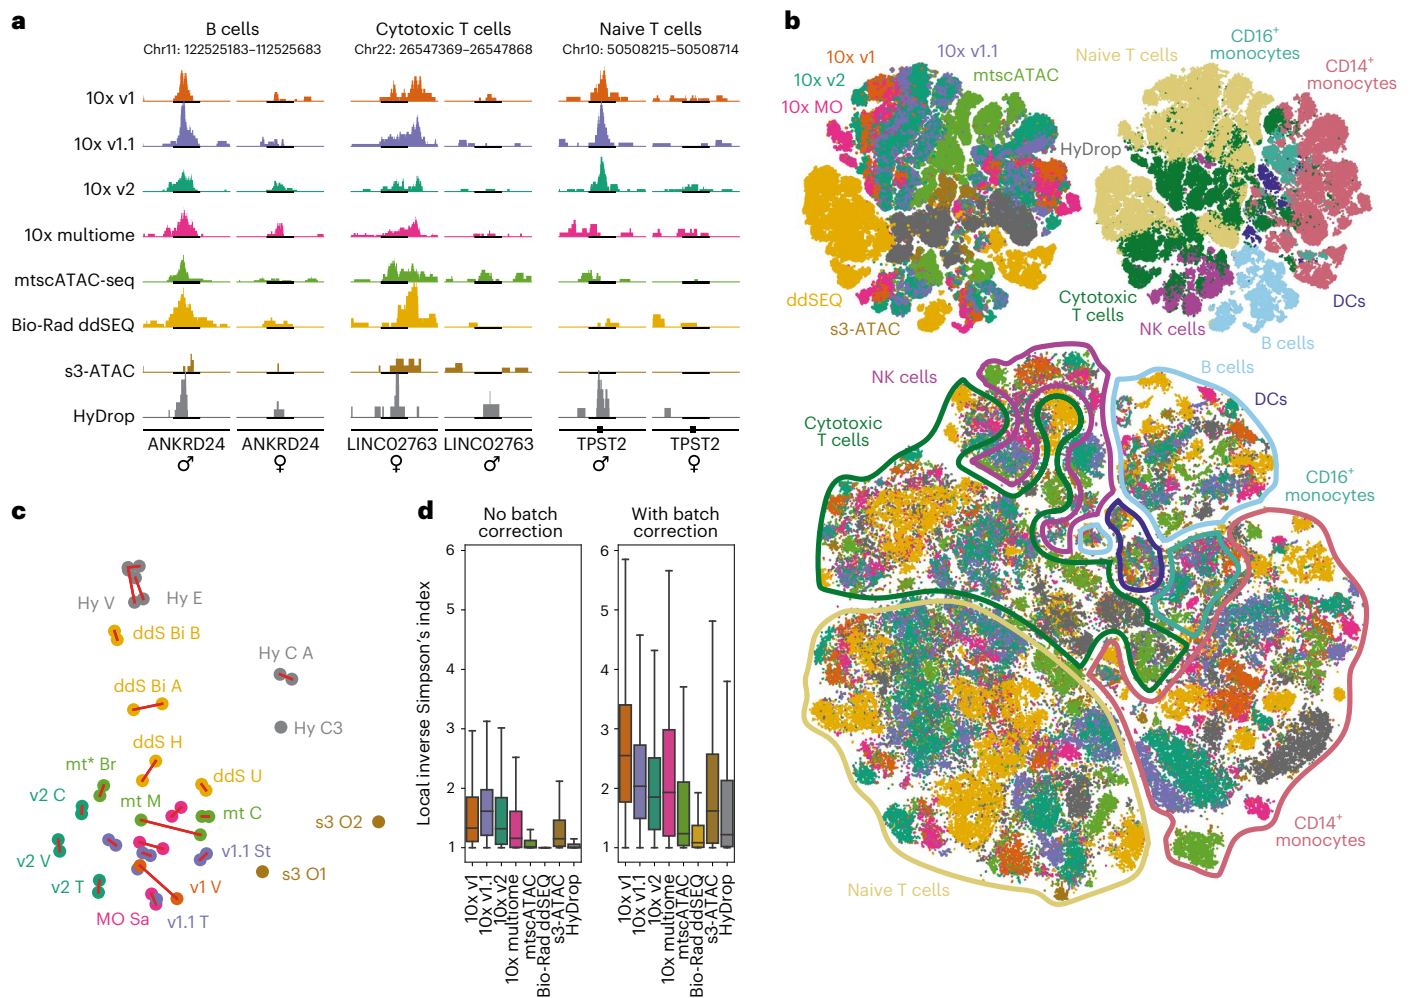 a
B cells
Chr11: 122525183–112525683
Cytotoxic T cells
Chr22: 26547369–26547868
Naive T cells
Chr10: 50508215–50508714
10x v1
10x v1.1
10x v2
10x multiome
mtscATAC-seq
Bio-Rad ddSEQ
s3-ATAC
HyDrop
ANKRD24
ANKRD24
LINC02763
LINC02763
TPST2
TPST2
♂
♀
♀
♂
♂
♀
b
10x v1
10x v1.1
10x v2
mtscATAC
10x MO
HyDrop
ddSEQ
s3-ATAC
Naive T cells
CD16+
monocytes
CD14+
monocytes
Cytotoxic
T cells
NK cells
B cells
DCs
NK cells
B cells
DCs
Cytotoxic
T cells
CD16+
monocytes
CD14+
monocytes
Naive T cells
c
Hy V
Hy E
ddS Bi B
Hy C A
ddS Bi A
Hy C3
ddS H
mt* Br
ddS U
v2 C
mt M
mt C
s3 O2
v2 V
v1.1 St
s3 O1
v2 T
v1 V
MO Sa
v1.1 T
d
No batch
correction
With batch
correction
Local inverse Simpson's index
6
5
4
3
2
1
6
5
4
3
2
1
10x v1
10x v1.1
10x v2
10x multiome
mtscATAC
Bio-Rad ddSEQ
s3-ATAC
HyDrop
10x v1
10x v1.1
10x v2
10x multiome
mtscATAC
Bio-Rad ddSEQ
s3-ATAC
HyDrop